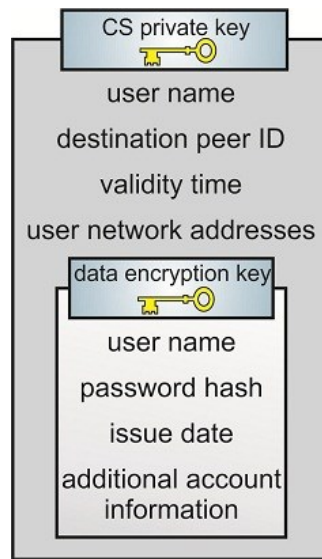 CS private key
user name
destination peer ID
validity time
user network addresses
data encryption key
user name
password hash
issue date
additional account
information